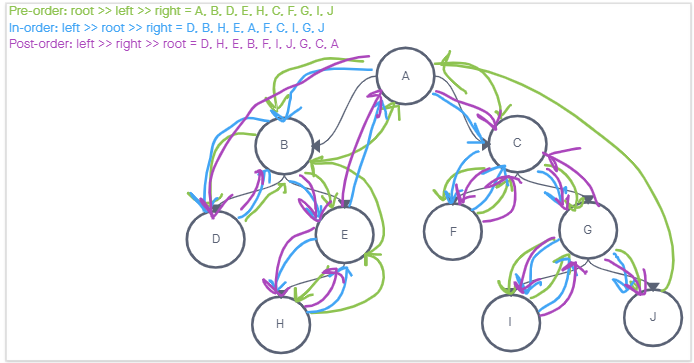 Pre-order: root >> left >> right = A, B, D, E, H, C, F, G, I, J
In-order: left >> root >> right = D, B, H, E, A, F, C, I, G, J
Post-order: left >> right >> root = D, H, E, B, F, I, J, G, C, A
A
B
C
D
E
F
G
H
I
J